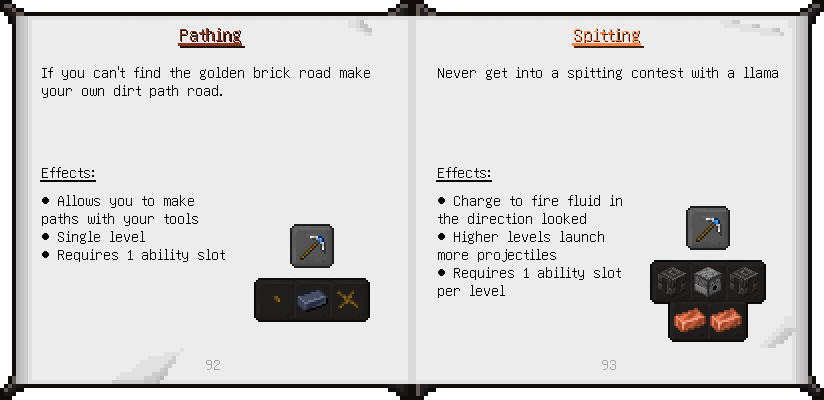 Pathing
If you can't find the golden brick road make
your own dirt path road.
Effects:
● Allows you to make
paths with your tools
● Single level
● Requires 1 ability slot
92
Spitting
Never get into a spitting contest with a llama
Effects:
● Charge to fire fluid in
the direction looked
● Higher levels launch
more projectiles
● Requires 1 ability slot
per level
93